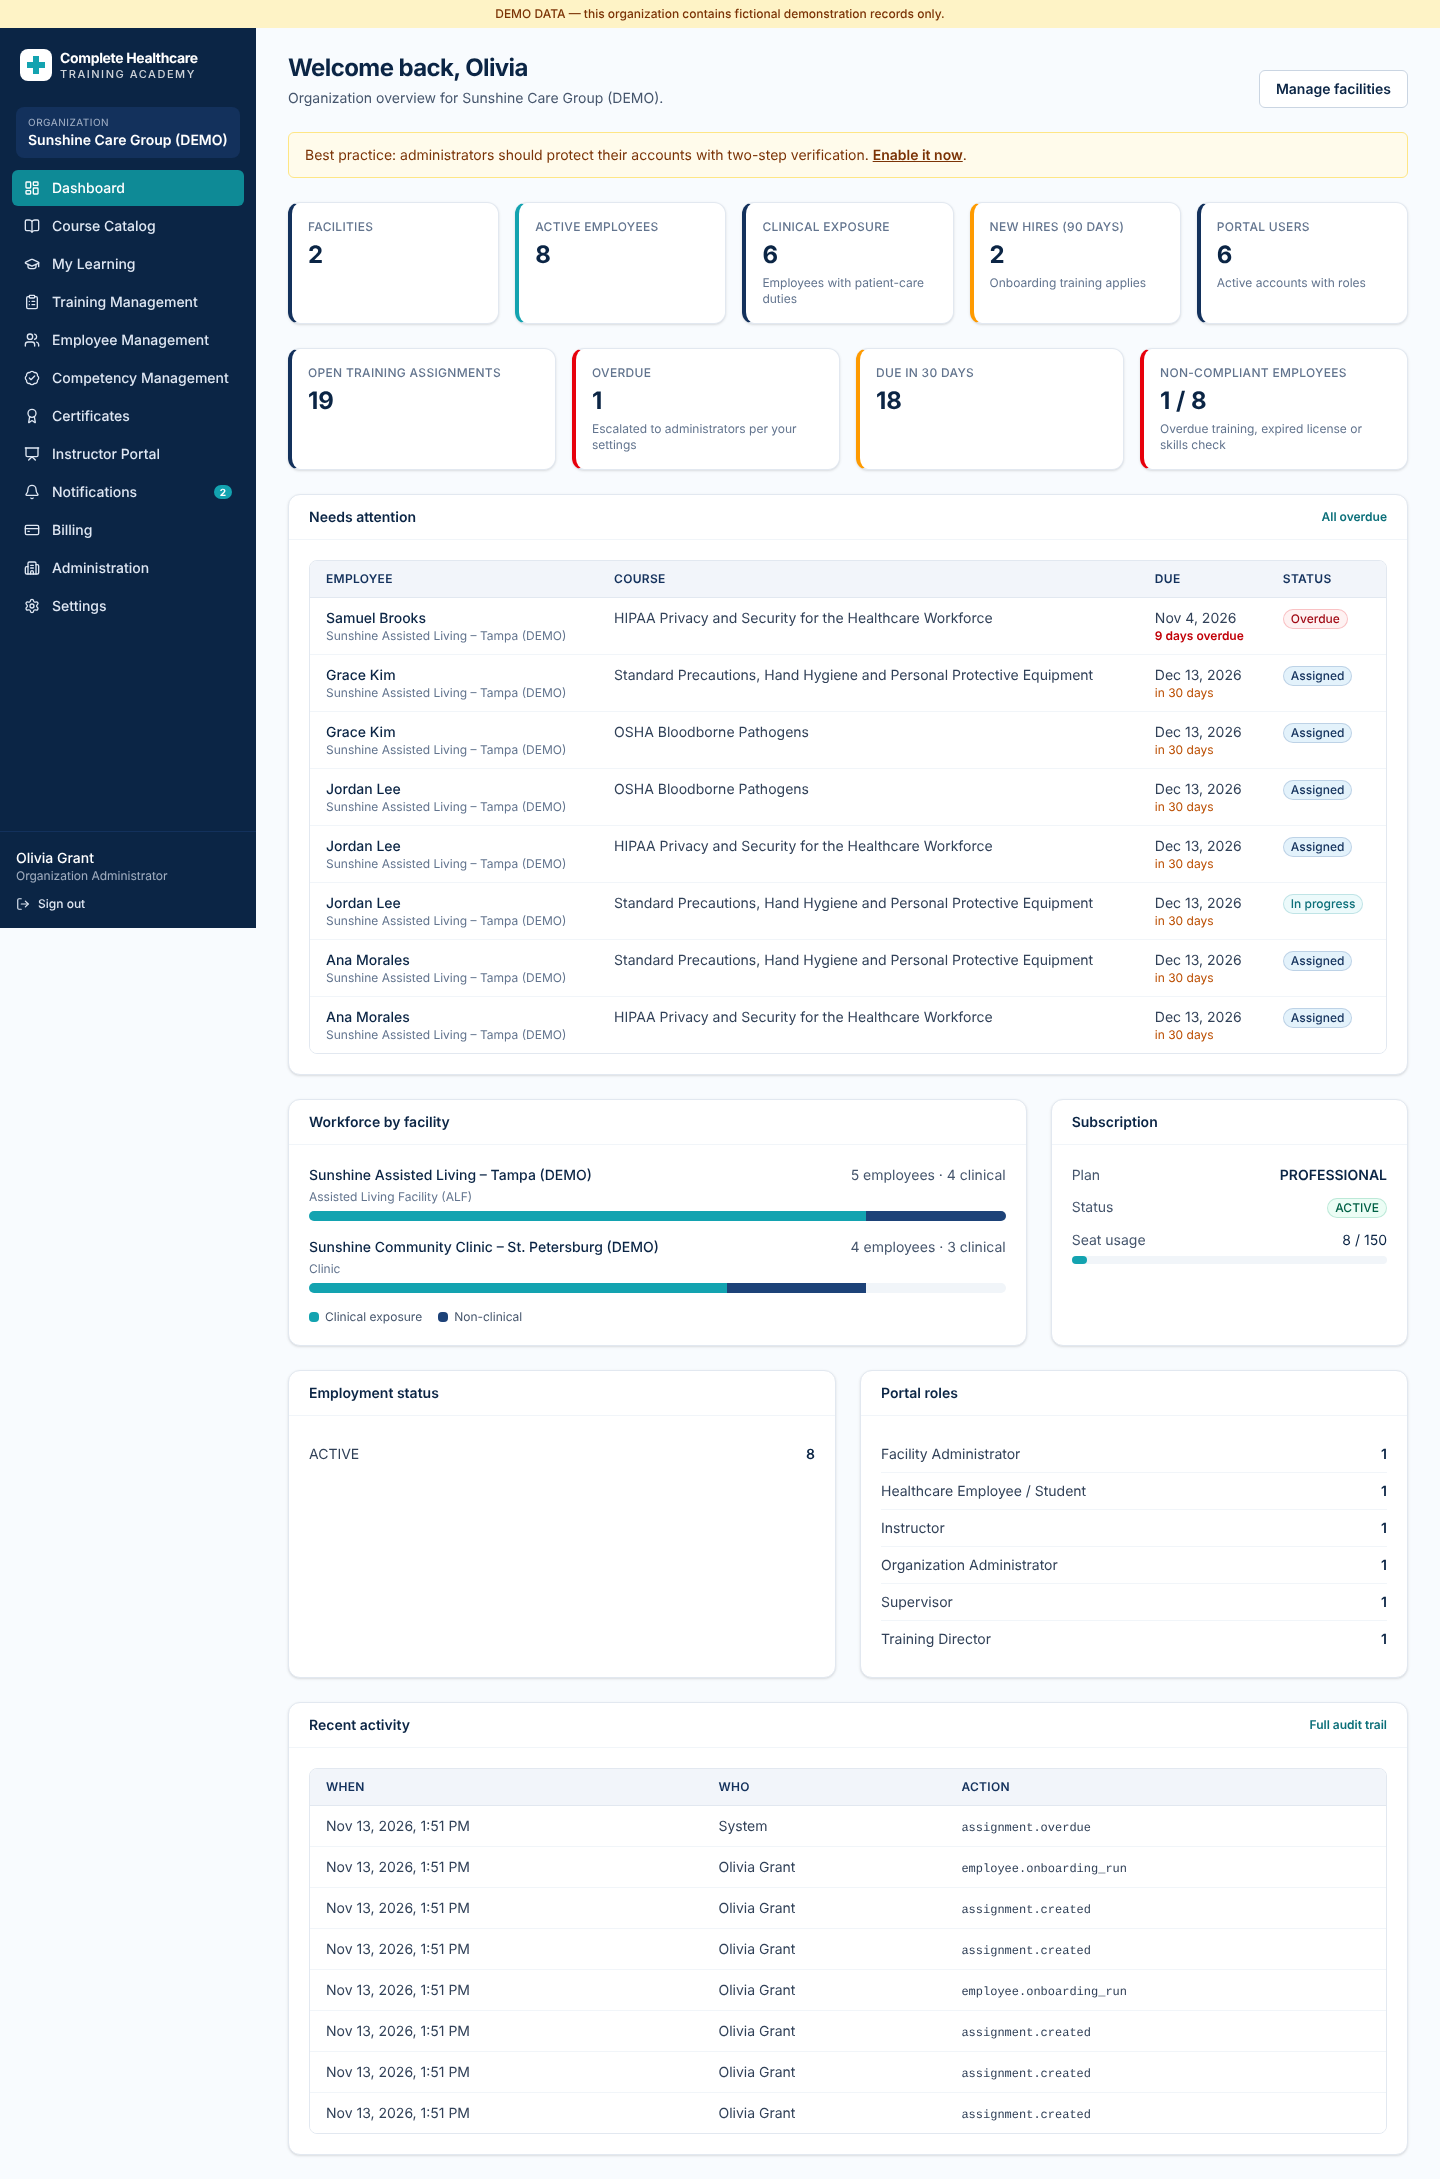 DEMO DATA — this organization contains fictional demonstration records only.
Complete Healthcare
TRAINING ACADEMY
ORGANIZATION
Sunshine Care Group (DEMO)
Dashboard
Course Catalog
My Learning
Training Management
Employee Management
Competency Management
Certificates
Instructor Portal
Notifications 2
Billing
Administration
Settings
Olivia Grant
Organization Administrator
Sign out
Welcome back, Olivia
Organization overview for Sunshine Care Group (DEMO).
Manage facilities
Best practice: administrators should protect their accounts with two-step verification. Enable it now.
FACILITIES
2
ACTIVE EMPLOYEES
8
CLINICAL EXPOSURE
6
Employees with patient-care
duties
NEW HIRES (90 DAYS)
2
Onboarding training applies
PORTAL USERS
6
Active accounts with roles
OPEN TRAINING ASSIGNMENTS
19
OVERDUE
1
Escalated to administrators per your
settings
DUE IN 30 DAYS
18
NON-COMPLIANT EMPLOYEES
1 / 8
Overdue training, expired license or
skills check
Needs attention All overdue
EMPLOYEE COURSE DUE STATUS
Samuel Brooks HIPAA Privacy and Security for the Healthcare Workforce Nov 4, 2026 Overdue
Sunshine Assisted Living – Tampa (DEMO) 9 days overdue
Grace Kim Standard Precautions, Hand Hygiene and Personal Protective Equipment Dec 13, 2026 Assigned
Sunshine Assisted Living – Tampa (DEMO) in 30 days
Grace Kim OSHA Bloodborne Pathogens Dec 13, 2026 Assigned
Sunshine Assisted Living – Tampa (DEMO) in 30 days
Jordan Lee OSHA Bloodborne Pathogens Dec 13, 2026 Assigned
Sunshine Assisted Living – Tampa (DEMO) in 30 days
Jordan Lee HIPAA Privacy and Security for the Healthcare Workforce Dec 13, 2026 Assigned
Sunshine Assisted Living – Tampa (DEMO) in 30 days
Jordan Lee Standard Precautions, Hand Hygiene and Personal Protective Equipment Dec 13, 2026 In progress
Sunshine Assisted Living – Tampa (DEMO) in 30 days
Ana Morales Standard Precautions, Hand Hygiene and Personal Protective Equipment Dec 13, 2026 Assigned
Sunshine Assisted Living – Tampa (DEMO) in 30 days
Ana Morales HIPAA Privacy and Security for the Healthcare Workforce Dec 13, 2026 Assigned
Sunshine Assisted Living – Tampa (DEMO) in 30 days
Workforce by facility
Sunshine Assisted Living – Tampa (DEMO) 5 employees · 4 clinical
Assisted Living Facility (ALF)
Sunshine Community Clinic – St. Petersburg (DEMO) 4 employees · 3 clinical
Clinic
Clinical exposure Non-clinical
Subscription
Plan PROFESSIONAL
Status ACTIVE
Seat usage 8 / 150
Employment status
ACTIVE 8
Portal roles
Facility Administrator 1
Healthcare Employee / Student 1
Instructor 1
Organization Administrator 1
Supervisor 1
Training Director 1
Recent activity Full audit trail
WHEN WHO ACTION
Nov 13, 2026, 1:51 PM System assignment.overdue
Nov 13, 2026, 1:51 PM Olivia Grant employee.onboarding_run
Nov 13, 2026, 1:51 PM Olivia Grant assignment.created
Nov 13, 2026, 1:51 PM Olivia Grant assignment.created
Nov 13, 2026, 1:51 PM Olivia Grant employee.onboarding_run
Nov 13, 2026, 1:51 PM Olivia Grant assignment.created
Nov 13, 2026, 1:51 PM Olivia Grant assignment.created
Nov 13, 2026, 1:51 PM Olivia Grant assignment.created